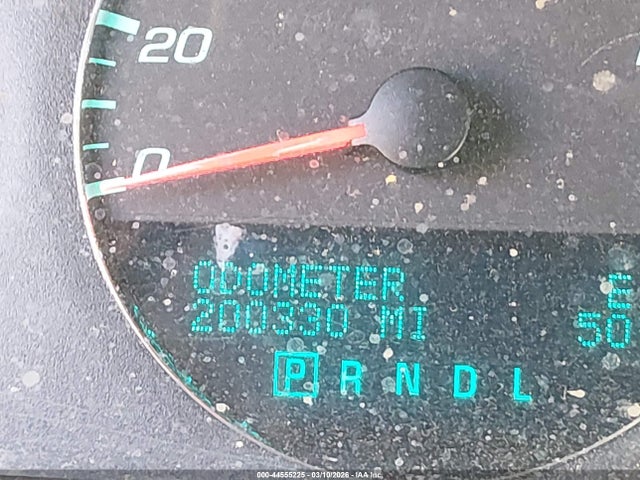 20
0
ODOMETER E
200330 MI 50
P R N D L
000-44555225 - 03/10/2026 - IAA Inc.